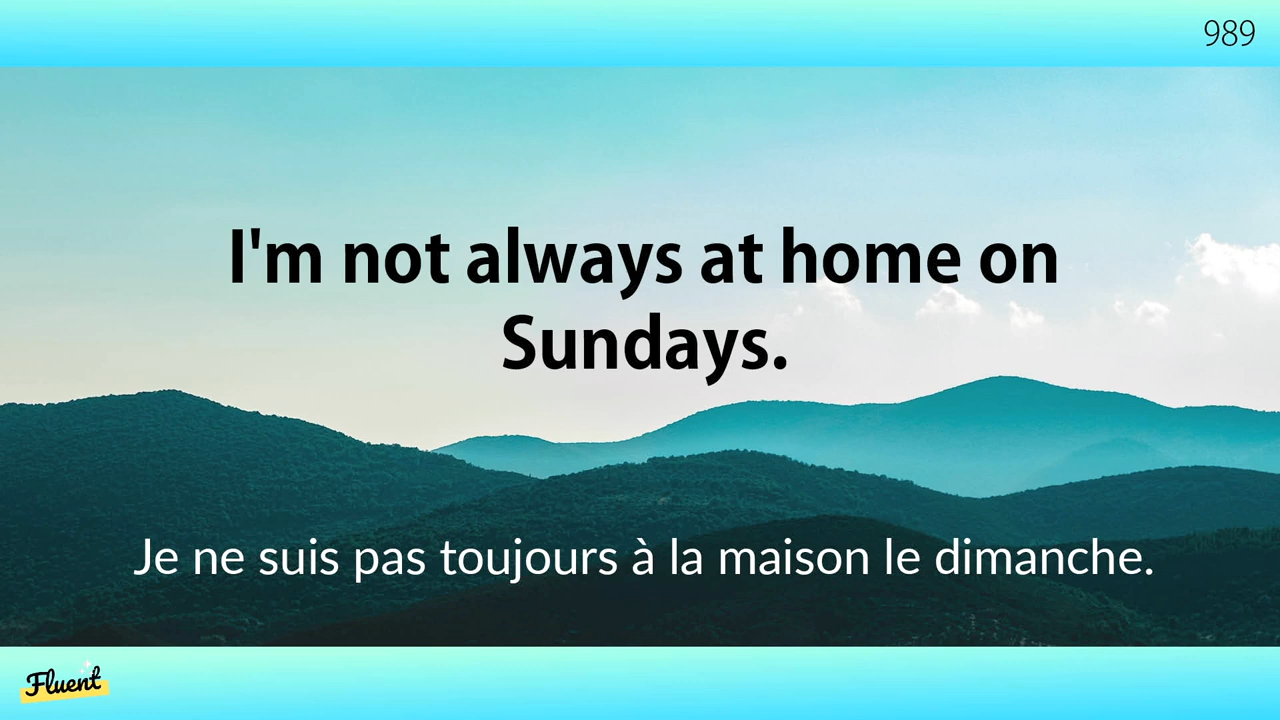 989
I'm not always at home on
Sundays.
Je ne suis pas toujours à la maison le dimanche.
Fluent